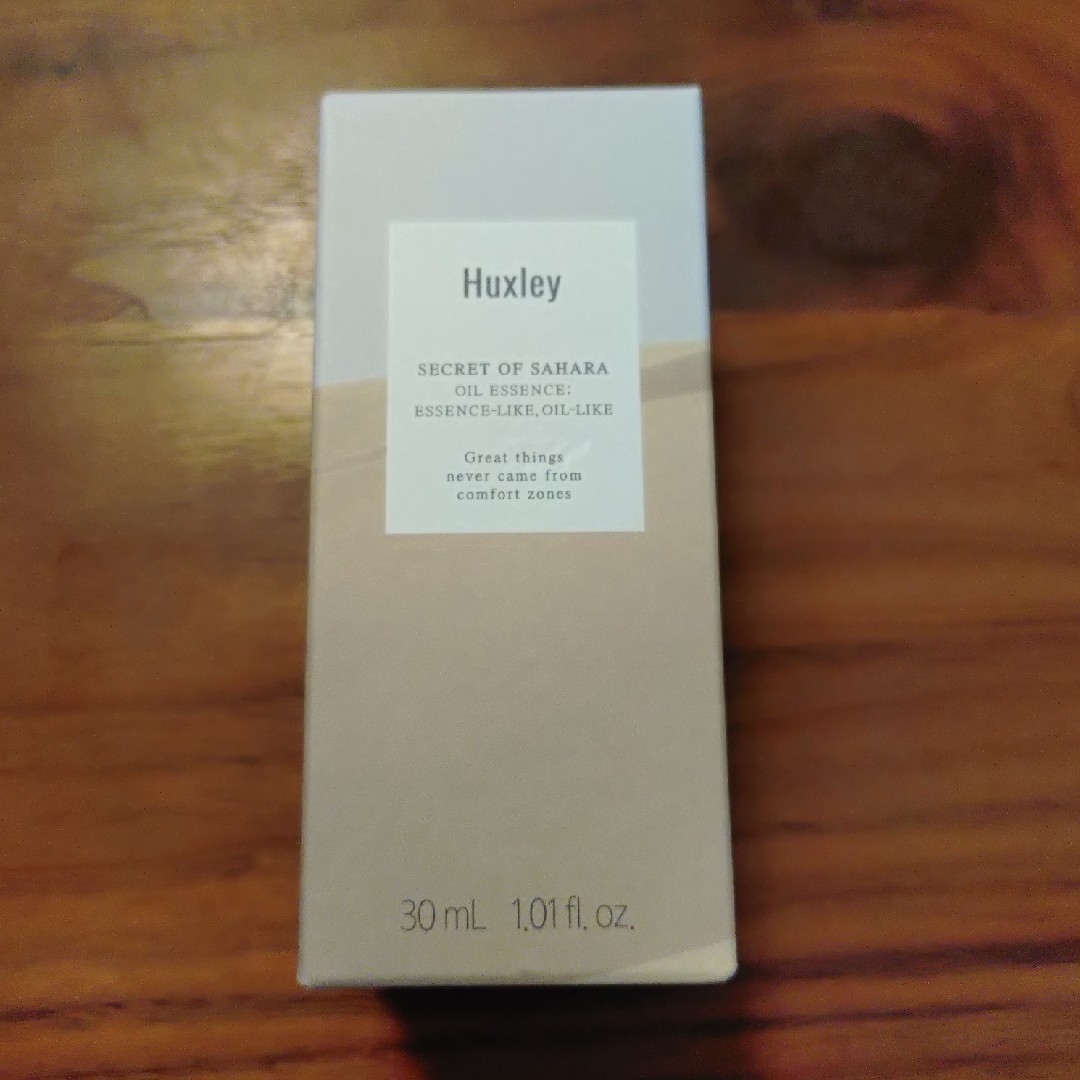 Huxley
SECRET OF SAHARA
OIL ESSENCE:
ESSENCE-LIKE, OIL-LIKE
Great things
never came from
comfort zones
30 mL 1.01 fl. oz.